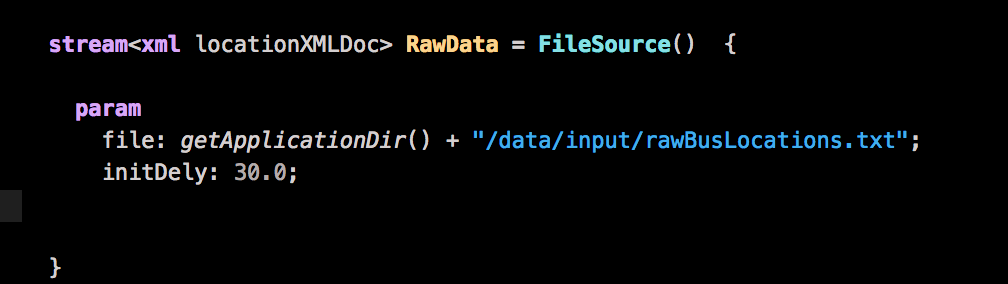 stream<xml locationXMLDoc> RawData = FileSource()  {
param
file: getApplicationDir() + "/data/input/rawBusLocations.txt";
initDely: 30.0;
}